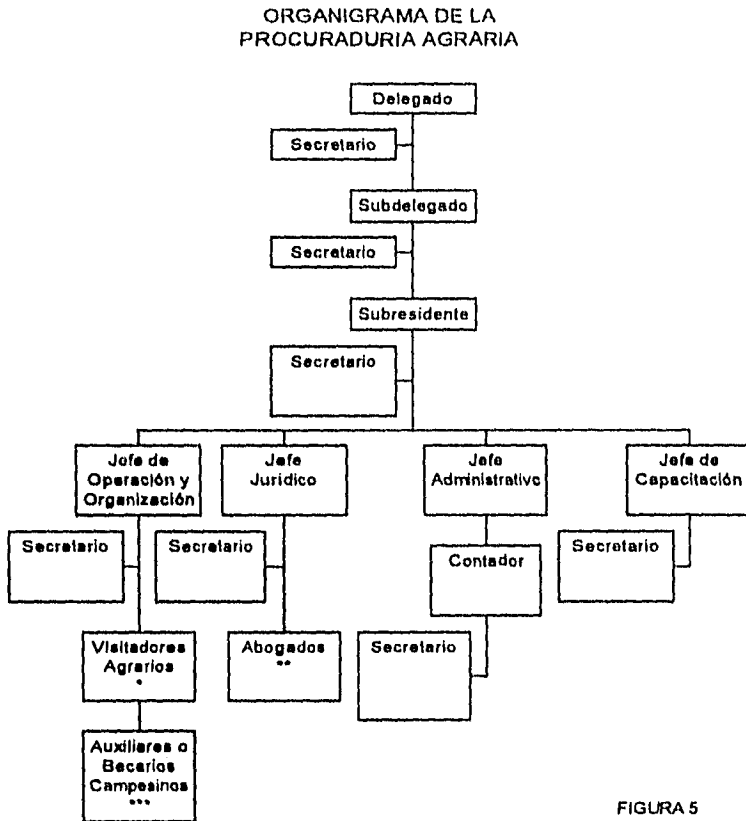 ORGANIGRAMA DE LA
PROCURADURIA AGRARIA
Delegado
Secretario
Subdelegado
Secretario
Subresidente
Secretario
Jefe de
Operación y
Organización
Jefe
Jurídico
Jefe
Administrativo
Jefe de
Capacitación
Secretario
Secretario
Contador
Secretario
Visitadores
Agrarios
*
Abogados
**
Secretario
Auxiliares o
Becarios
Campesinos
***
FIGURA 5